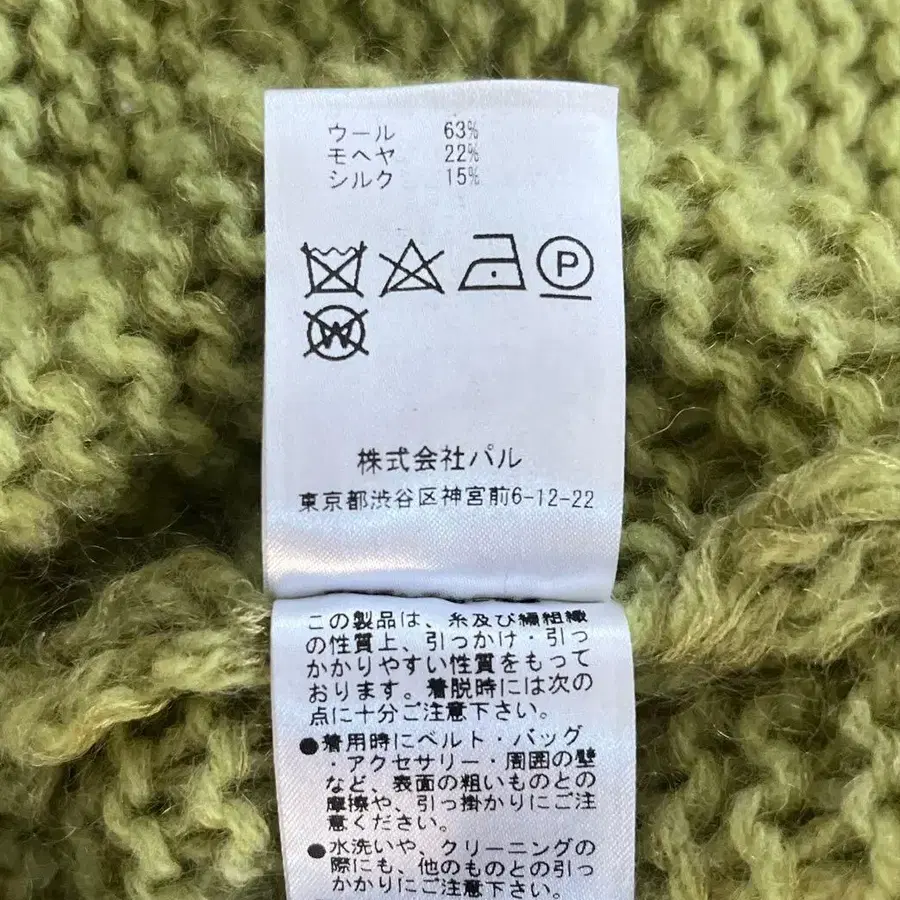 ウール 63%
モヘヤ 22%
シルク 15%
P
W
株式会社パル
東京都渋谷区神宮前6-12-22
この製品は、糸及び編組織
の性質上、引っかけ・引っ
かかりやすい性質をもって
おります。着脱時には次の
点に十分ご注意下さい。
●着用時にベルト・バッグ
・アクセサリー・周囲の壁
など、表面の粗いものとの
摩擦や、引っ掛かりにご注
意ください。
●水洗いや、クリーニングの
際にも、他のものとの引っ
かかりにご注意下さい。